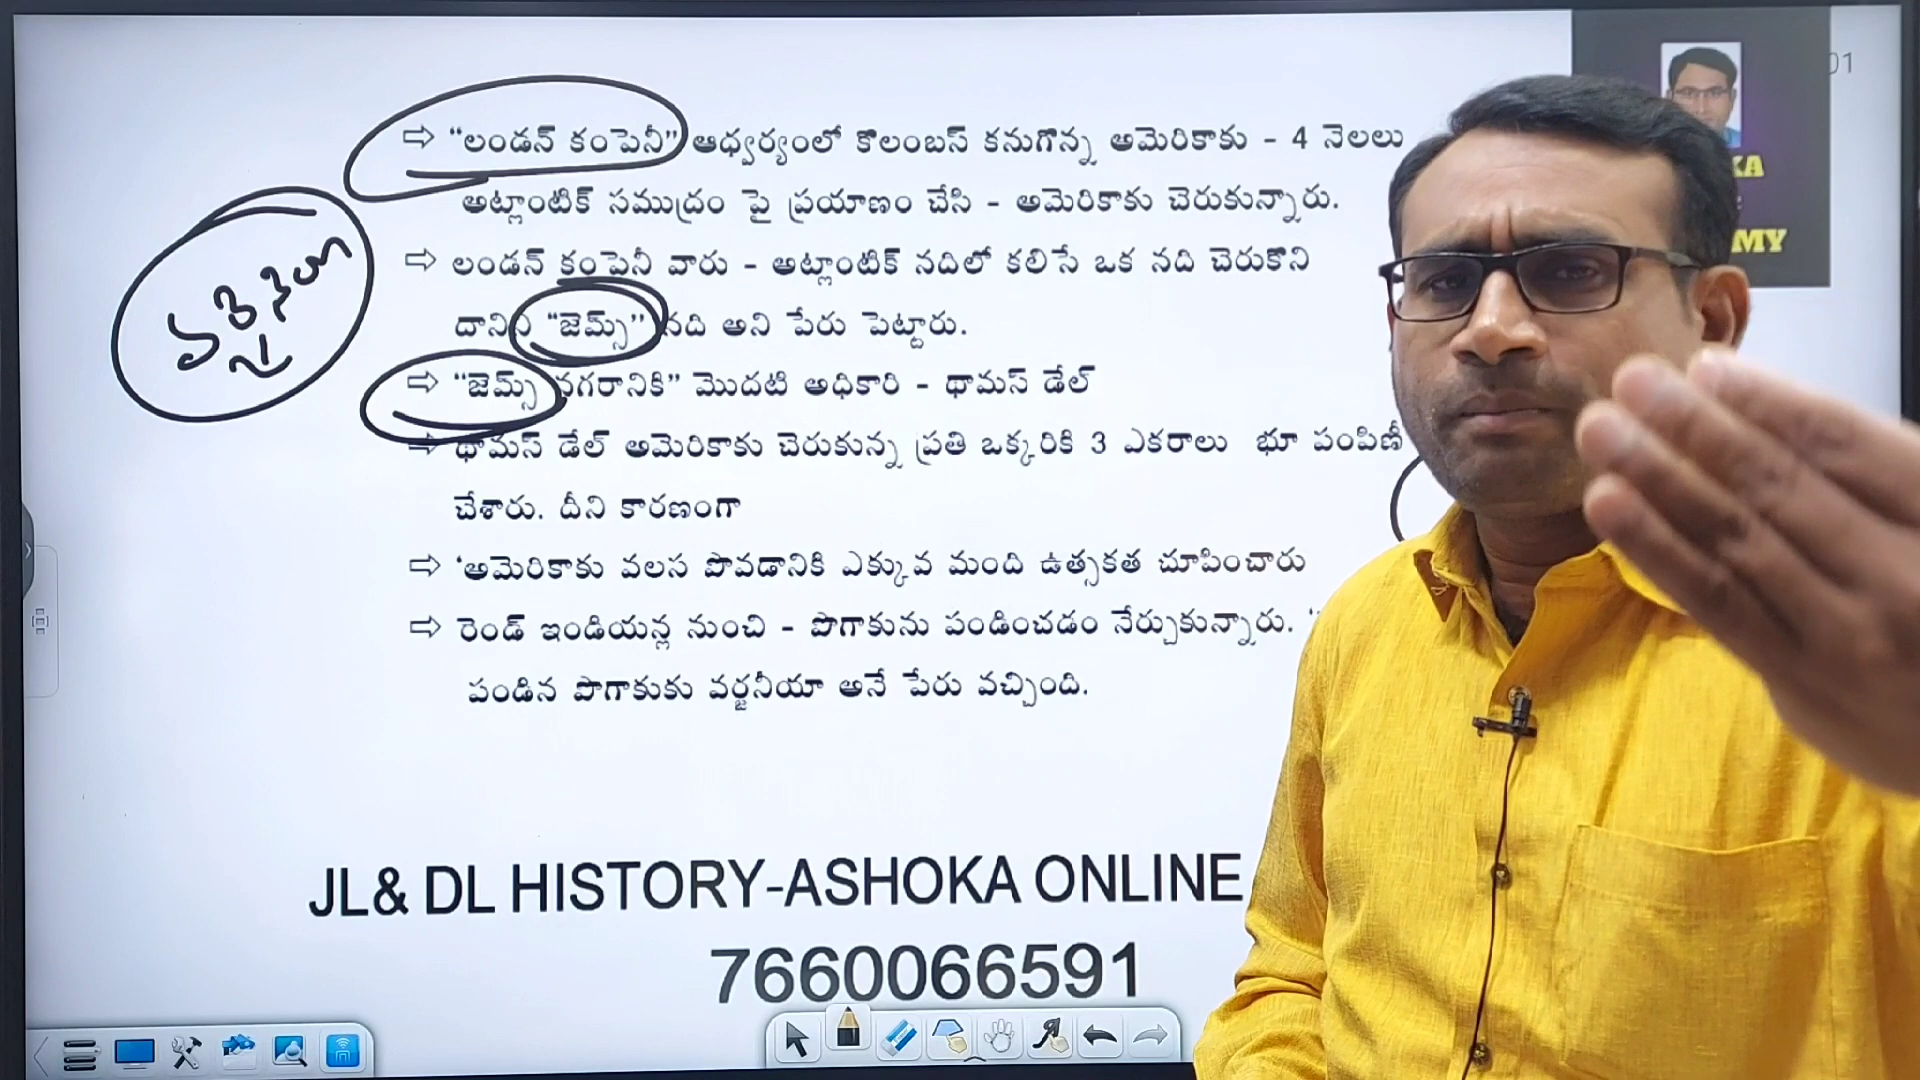 01
⇨ “లండన్ కంపెనీ” ఆధ్వర్యంలో కొలంబస్ కనుగొన్న అమెరికాకు - 4 నెలలు
అట్లాంటిక్ సముద్రం పై ప్రయాణం చేసి - అమెరికాకు చెరుకున్నారు.
⇨ లండన్ కంపెనీ వారు - అట్లాంటిక్ నదిలో కలిసే ఒక నది చెరుకొని
దానిని “జెమ్స్” నది అని పేరు పెట్టారు.
⇨ “జెమ్స్ నగరానికి” మొదటి అధికారి - థామస్ డేల్
⇨ థామస్ డేల్ అమెరికాకు చెరుకున్న ప్రతి ఒక్కరికి 3 ఎకరాలు భూ పంపిణీ
చేశారు. దీని కారణంగా
⇨ ‘అమెరికాకు వలస పొవడానికి ఎక్కువ మంది ఉత్సకత చూపించారు
⇨ రెండ్ ఇండియన్ల నుంచి - పొగాకును పండించడం నేర్చుకున్నారు. ‘
పండిన పొగాకుకు వర్జనీయా అనే పేరు వచ్చింది.
JL& DL HISTORY-ASHOKA ONLINE
7660066591